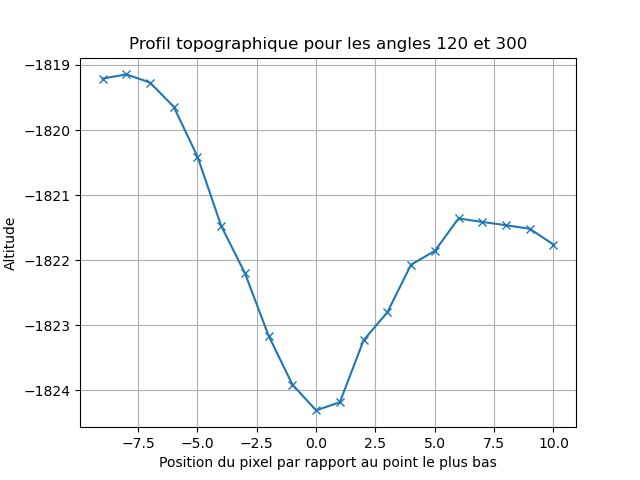 Profil topographique pour les angles 120 et 300
−1819
−1820
−1821
−1822
−1823
−1824
Altitude
−7.5 −5.0 −2.5 0.0 2.5 5.0 7.5 10.0
Position du pixel par rapport au point le plus bas